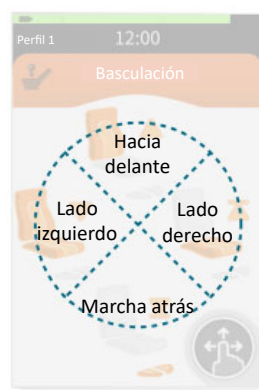 Perfil 1
12:00
Basculación
Hacia
delante
Lado
izquierdo
Lado
derecho
Marcha atrás